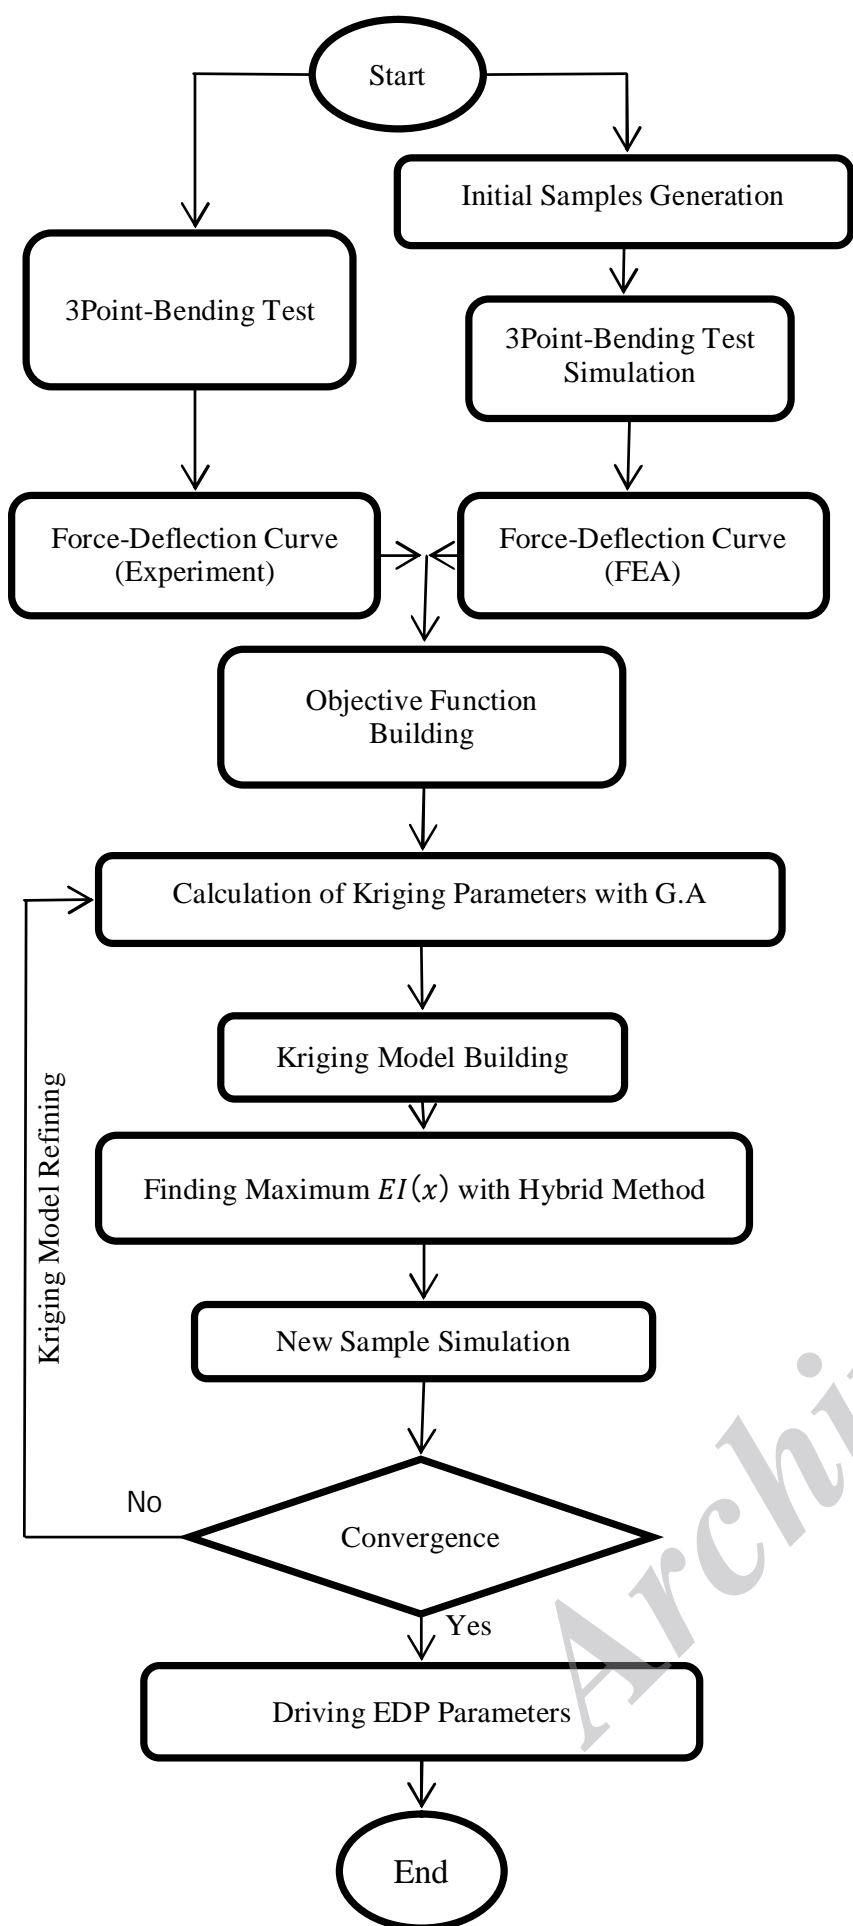 Start
Initial Samples Generation
3Point-Bending Test
3Point-Bending Test
Simulation
Force-Deflection Curve
(Experiment)
Force-Deflection Curve
(FEA)
Objective Function
Building
Calculation of Kriging Parameters with G.A
Kriging Model Building
Kriging Model Refining
Finding Maximum EI(x) with Hybrid Method
New Sample Simulation
No
Convergence
Yes
Driving EDP Parameters
End